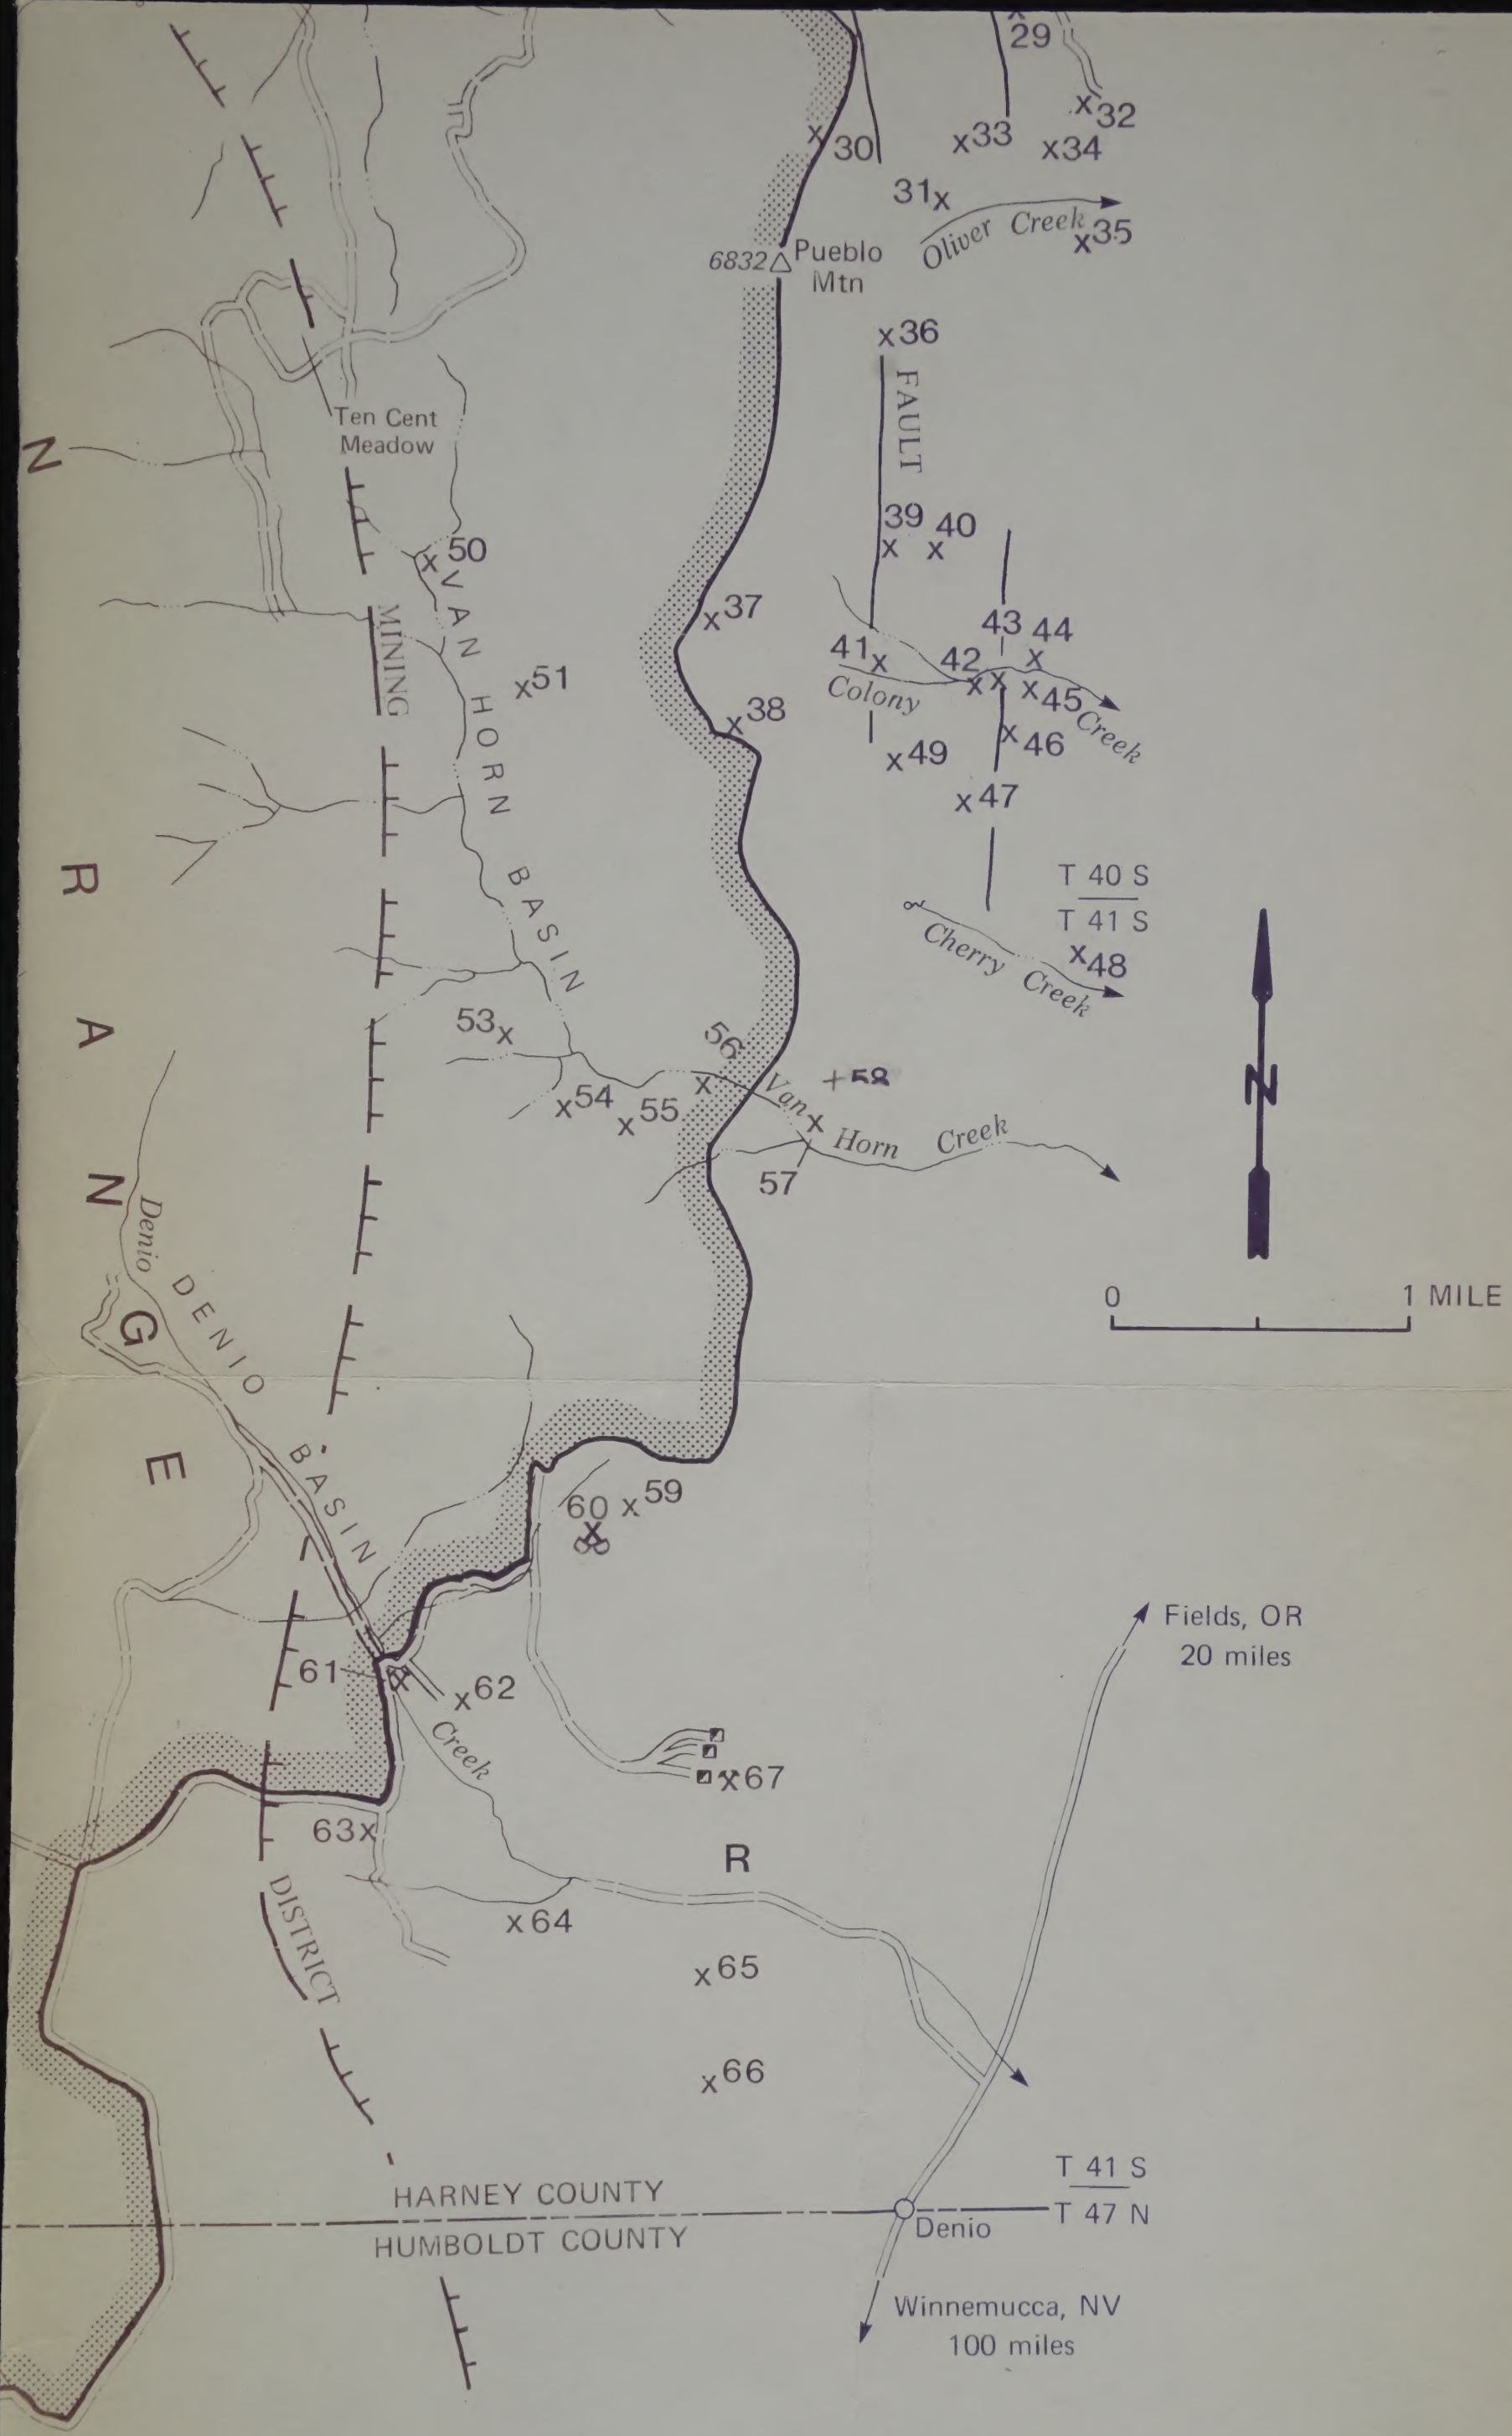 29
x 32
x 30
x 33
x 34
31 x
Oliver Creek
x 35
6832 △ Pueblo
Mtn
x 36
FAULT
Ten Cent
Meadow
N
39
40
x x
x 50
VAN HORN BASIN
MINING
x 37
43 44
41 x
42
x
x 51
Colony Creek
x x
x 45
x 38
x 46
x 49
x 47
R
T 40 S
T 41 S
x 48
Cherry Creek
A
53 x
56
x
x 54
x 55
+ 58
Van Horn Creek
x
57
N
N
Denio
DENIO BASIN
G
0 1 MILE
E
60
x
x 59
Fields, OR
20 miles
61
x 62
Creek
67
63 x
R
DISTRICT
x 64
x 65
x 66
HARNEY COUNTY
HUMBOLDT COUNTY
T 41 S
T 47 N
Denio
Winnemucca, NV
100 miles